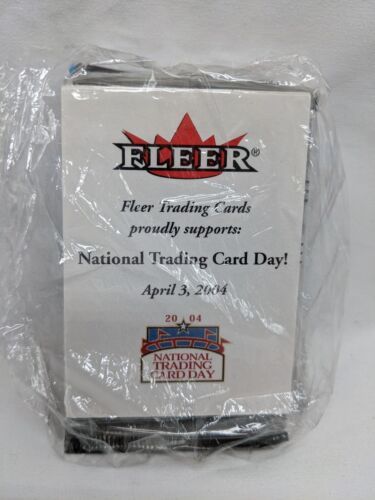 FLEER®
Fleer Trading Cards
proudly supports:
National Trading Card Day!
April 3, 2004
20 04
NATIONAL
TRADING
CARD DAY